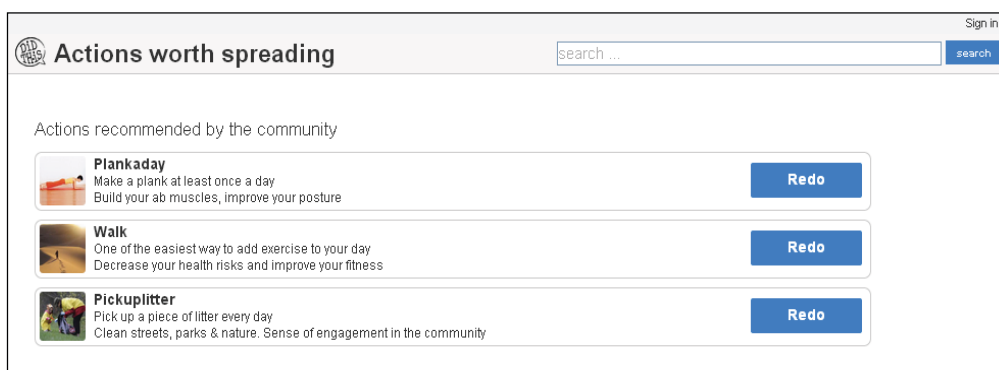 Sign in
DID THIS
Actions worth spreading
search ...
search
Actions recommended by the community
Plankaday
Make a plank at least once a day
Build your ab muscles, improve your posture
Redo
Walk
One of the easiest way to add exercise to your day
Decrease your health risks and improve your fitness
Redo
Pickuplitter
Pick up a piece of litter every day
Clean streets, parks & nature. Sense of engagement in the community
Redo